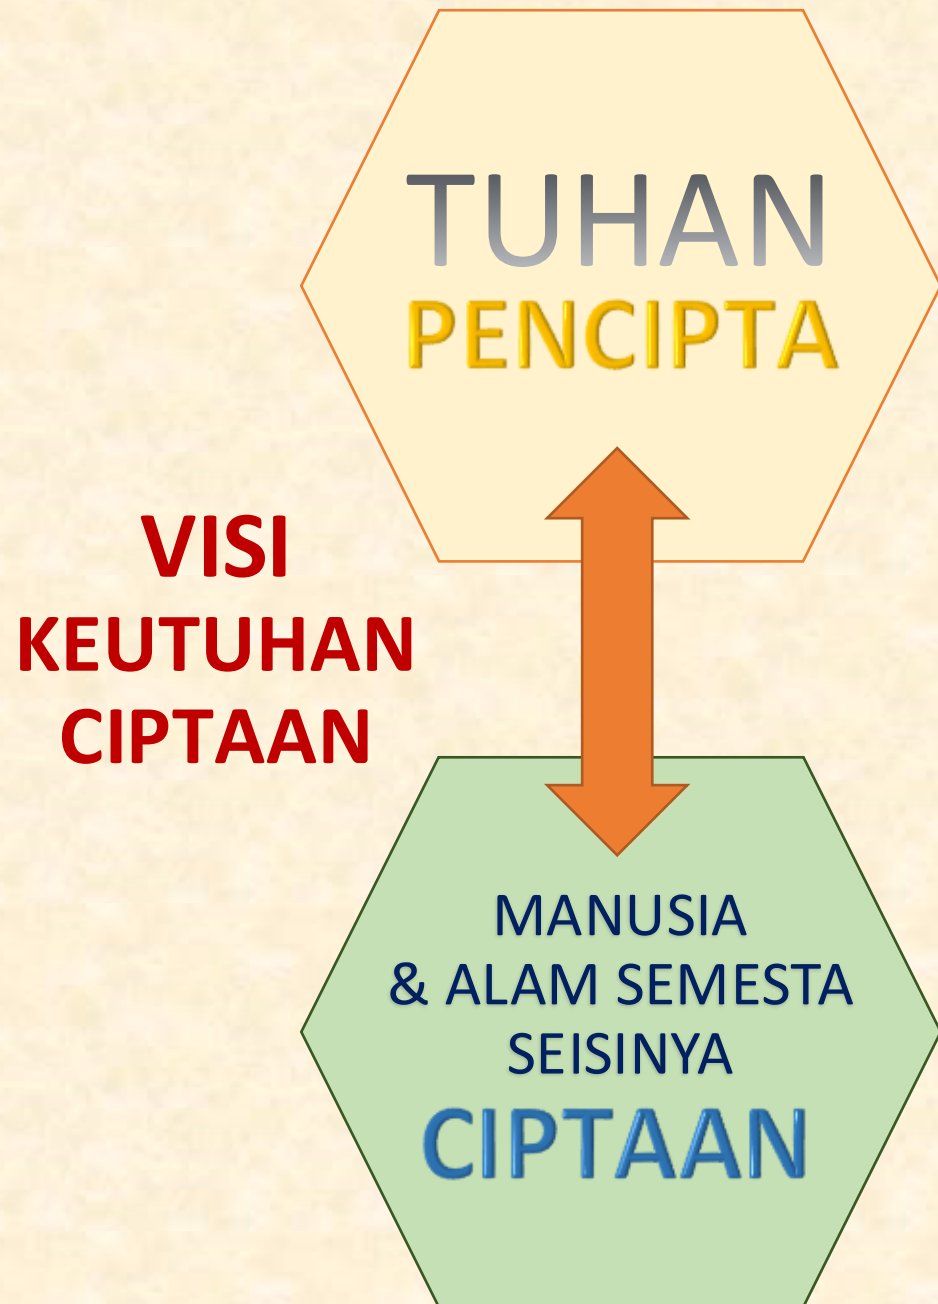 TUHAN
PENCIPTA
VISI
KEUTUHAN
CIPTAAN
MANUSIA
& ALAM SEMESTA
SEISINYA
CIPTAAN